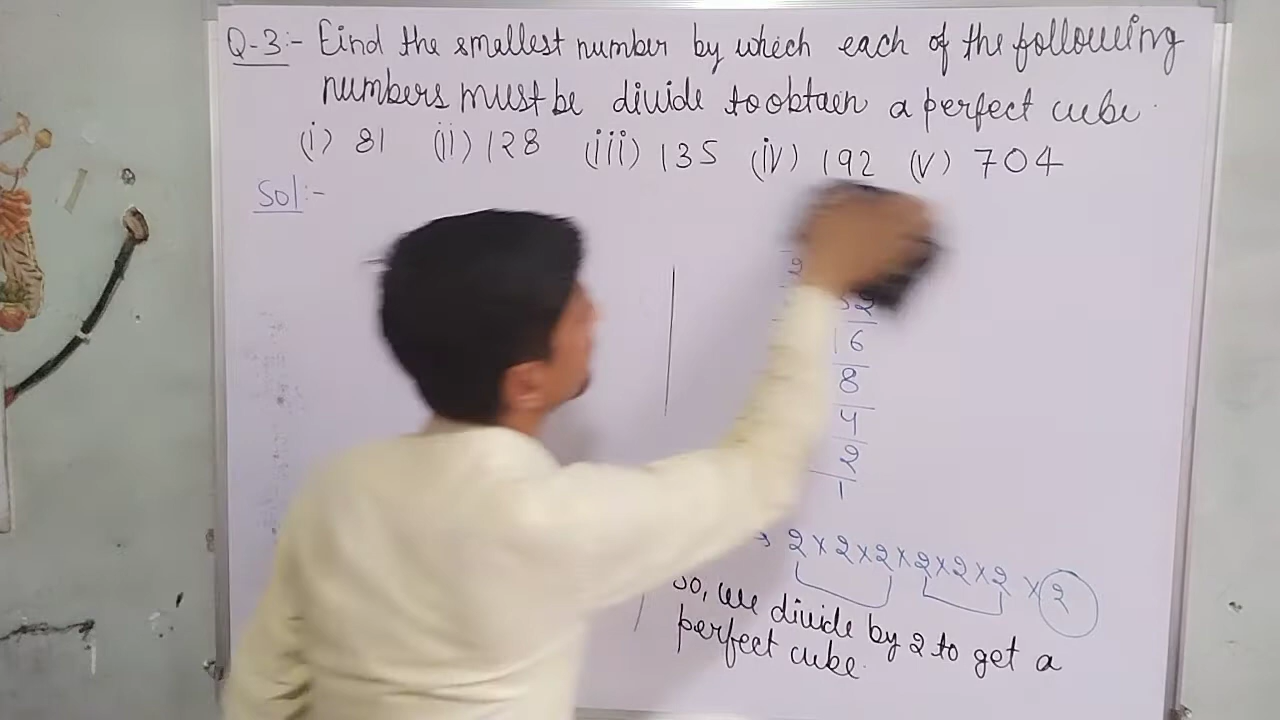 Q-3:- Find the smallest number by which each of the following
numbers must be divide to obtain a perfect cube.
(i) 81 (ii) 128 (iii) 135 (iv) 192 (v) 704
Sol:-
2
32
16
8
4
2
1
→ 2×2×2×2×2×2×2
So, we divide by 2 to get a
perfect cube.